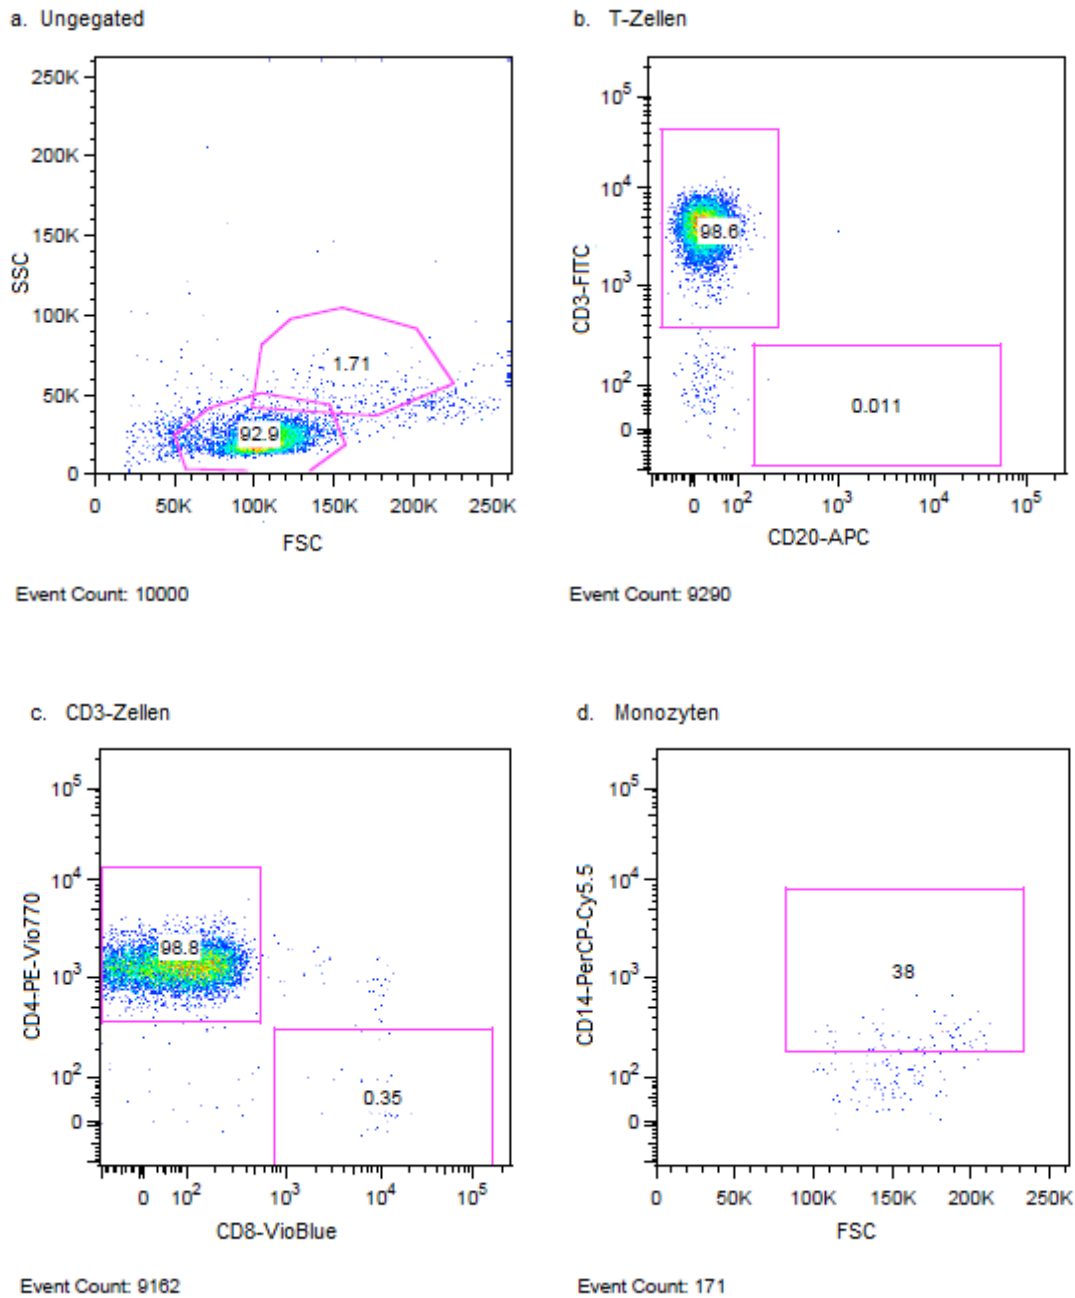 a. Ungegated
250K
200K
150K
100K
50K
0
SSC
1.71
92.9
0 50K 100K 150K 200K 250K
FSC
Event Count: 10000
b. T-Zellen
10^5
10^4
10^3
10^2
0
CD3-FITC
98.6
0.011
0 10^2 10^3 10^4 10^5
CD20-APC
Event Count: 9290
c. CD3-Zellen
10^5
10^4
10^3
10^2
0
CD4-PE-Vio770
98.8
0.35
0 10^2 10^3 10^4 10^5
CD8-VioBlue
Event Count: 9162
d. Monozyten
10^5
10^4
10^3
10^2
0
CD14-PerCP-Cy5.5
38
0 50K 100K 150K 200K 250K
FSC
Event Count: 171